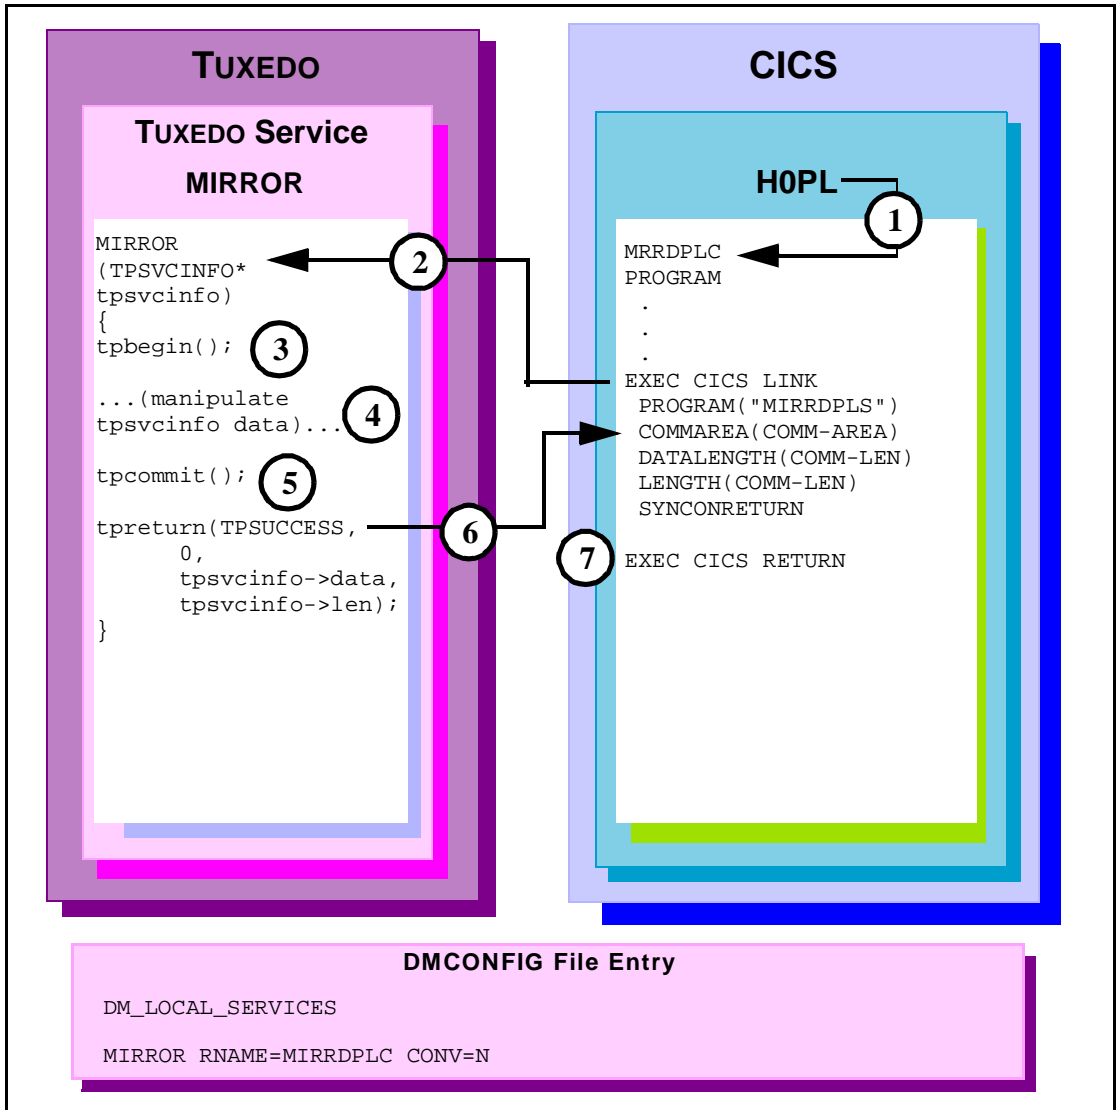 TUXEDO
TUXEDO Service
MIRROR
MIRROR
(TPSVCINFO*
tpsvcinfo)
{
tpbegin();
3
...(manipulate
tpsvcinfo data)...
4
tpcommit();
5
tpreturn(TPSUCCESS,
0,
tpsvcinfo->data,
tpsvcinfo->len);
}
2
6
CICS
H0PL
1
MRRDPLC
PROGRAM
.
.
.
EXEC CICS LINK
PROGRAM("MIRRDPLS")
COMMAREA(COMM-AREA)
DATALENGTH(COMM-LEN)
LENGTH(COMM-LEN)
SYNCONRETURN
7
EXEC CICS RETURN
DMCONFIG File Entry
DM_LOCAL_SERVICES
MIRROR RNAME=MIRRDPLC CONV=N